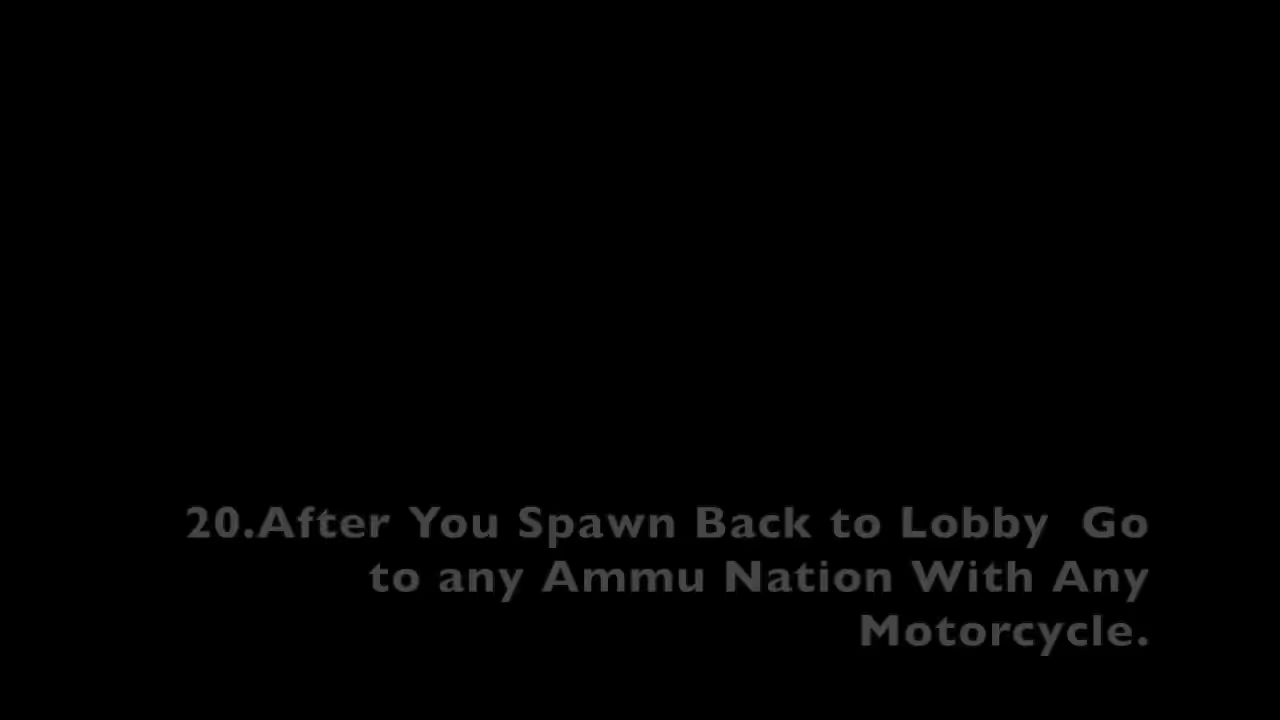 20.After You Spawn Back to Lobby  Go
to any Ammu Nation With Any
Motorcycle.